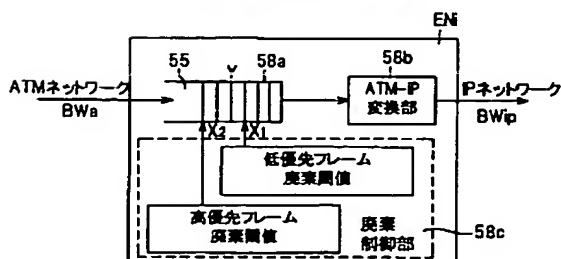 ENi
55
v
58a
58b
ATMネットワーク
BWa
ATM-IP
変換部
IPネットワーク
BWip
X2
X1
低優先フレーム
廃棄閾値
高優先フレーム
廃棄閾値
廃棄
制御部
58c